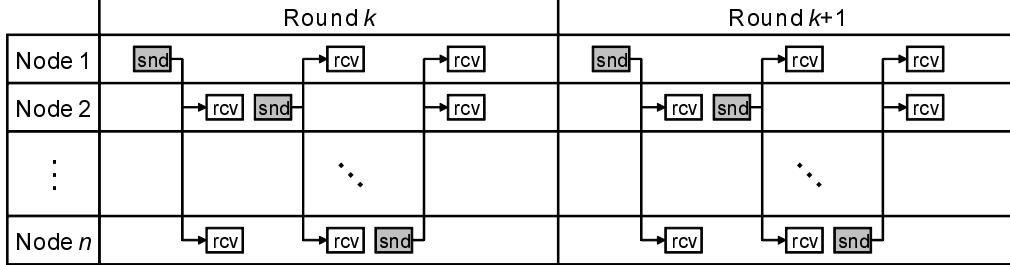 Round k Round k+1
Node 1 snd rcv rcv snd rcv rcv
Node 2 rcv snd rcv rcv snd rcv
⋮ ⋱ ⋱
Node n rcv rcv snd rcv rcv snd